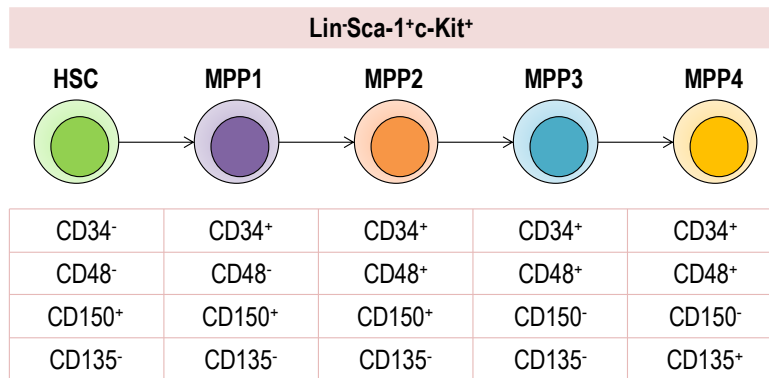 Lin-Sca-1+c-Kit+
HSC MPP1 MPP2 MPP3 MPP4
CD34- CD34+ CD34+ CD34+ CD34+
CD48- CD48- CD48+ CD48+ CD48+
CD150+ CD150+ CD150+ CD150- CD150-
CD135- CD135- CD135- CD135- CD135+